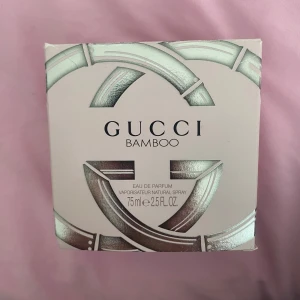 GUCCI
BAMBOO
EAU DE PARFUM
VAPORISATEUR NATURAL SPRAY
75 ml e 2.5 FL.OZ.